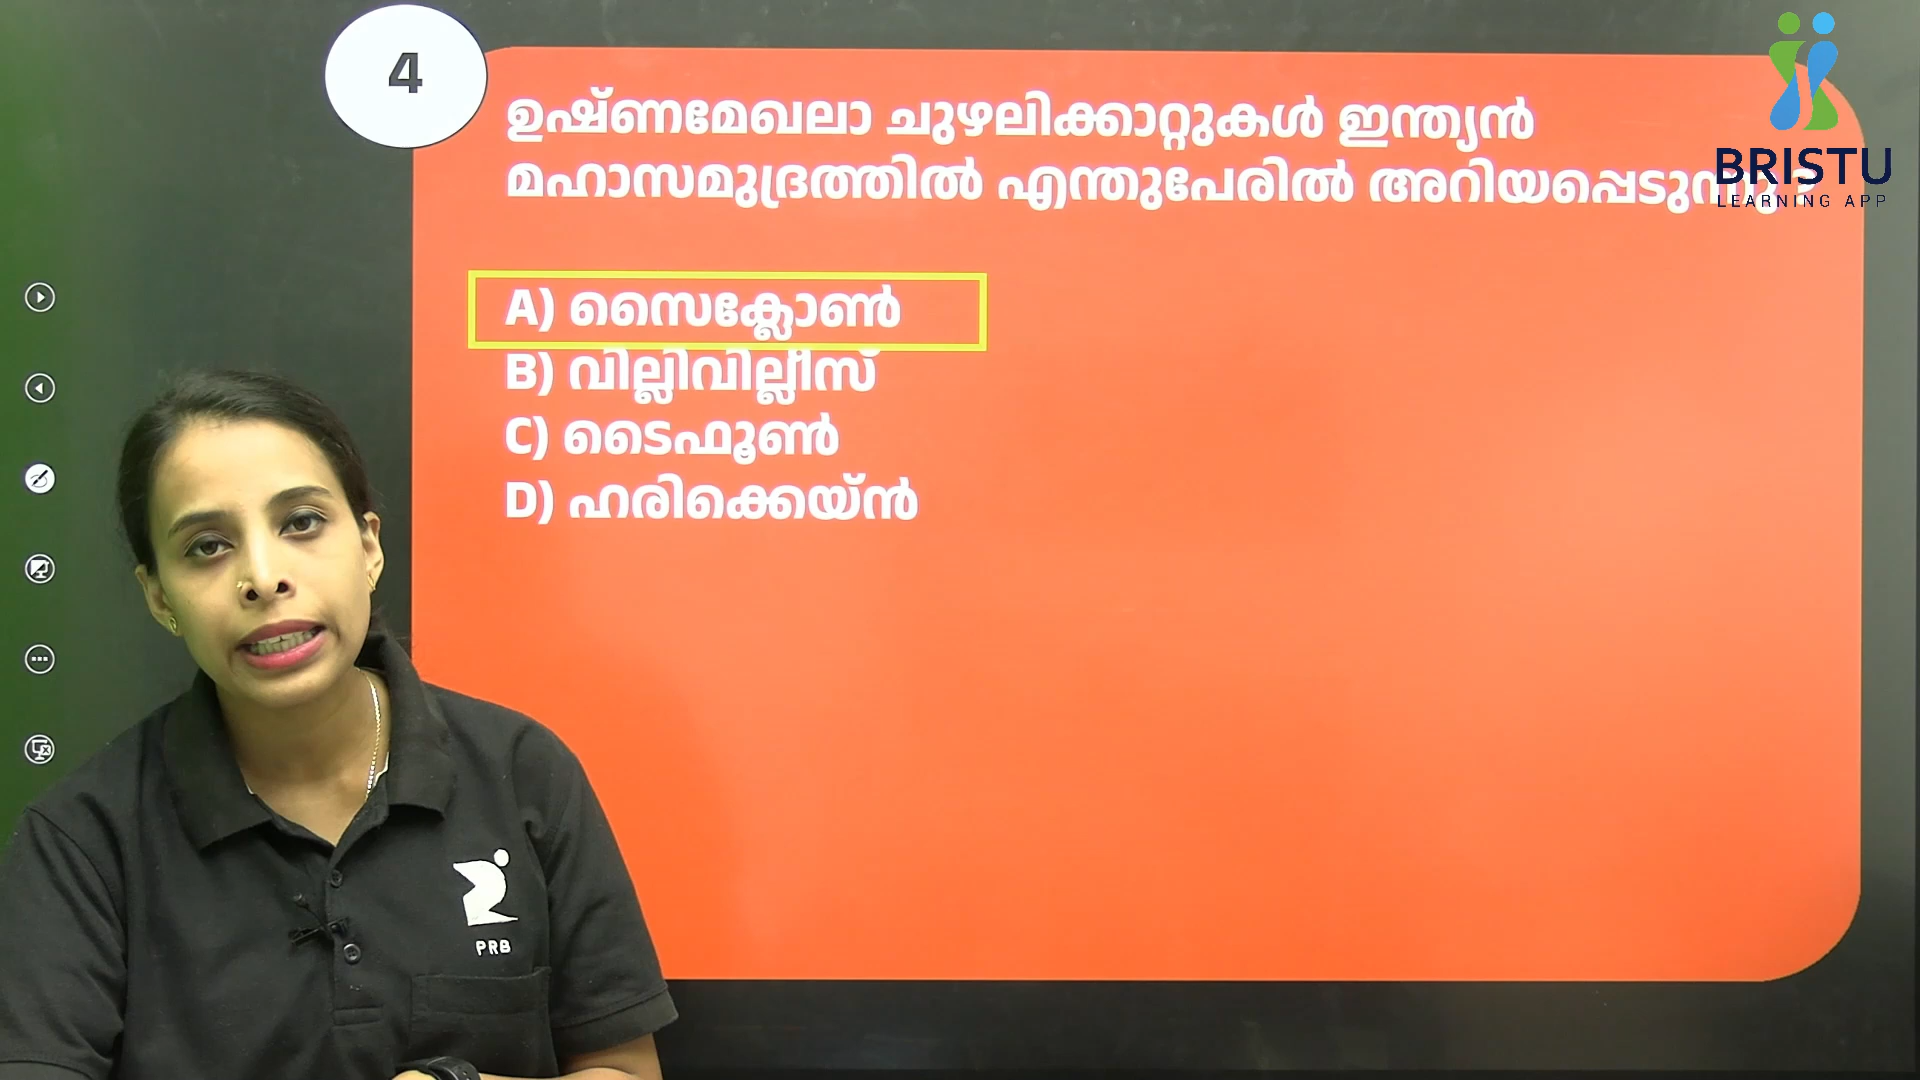 4
ഉഷ്ണമേഖലാ ചുഴലിക്കാറ്റുകൾ ഇന്ത്യൻ
മഹാസമുദ്രത്തിൽ എന്തുപേരിൽ അറിയപ്പെടുന്നു ?
A) സൈക്ലോൺ
B) വില്ലിവില്ലീസ്
C) ടൈഫൂൺ
D) ഹരിക്കെയ്ൻ
BRISTU
LEARNING APP
PRB